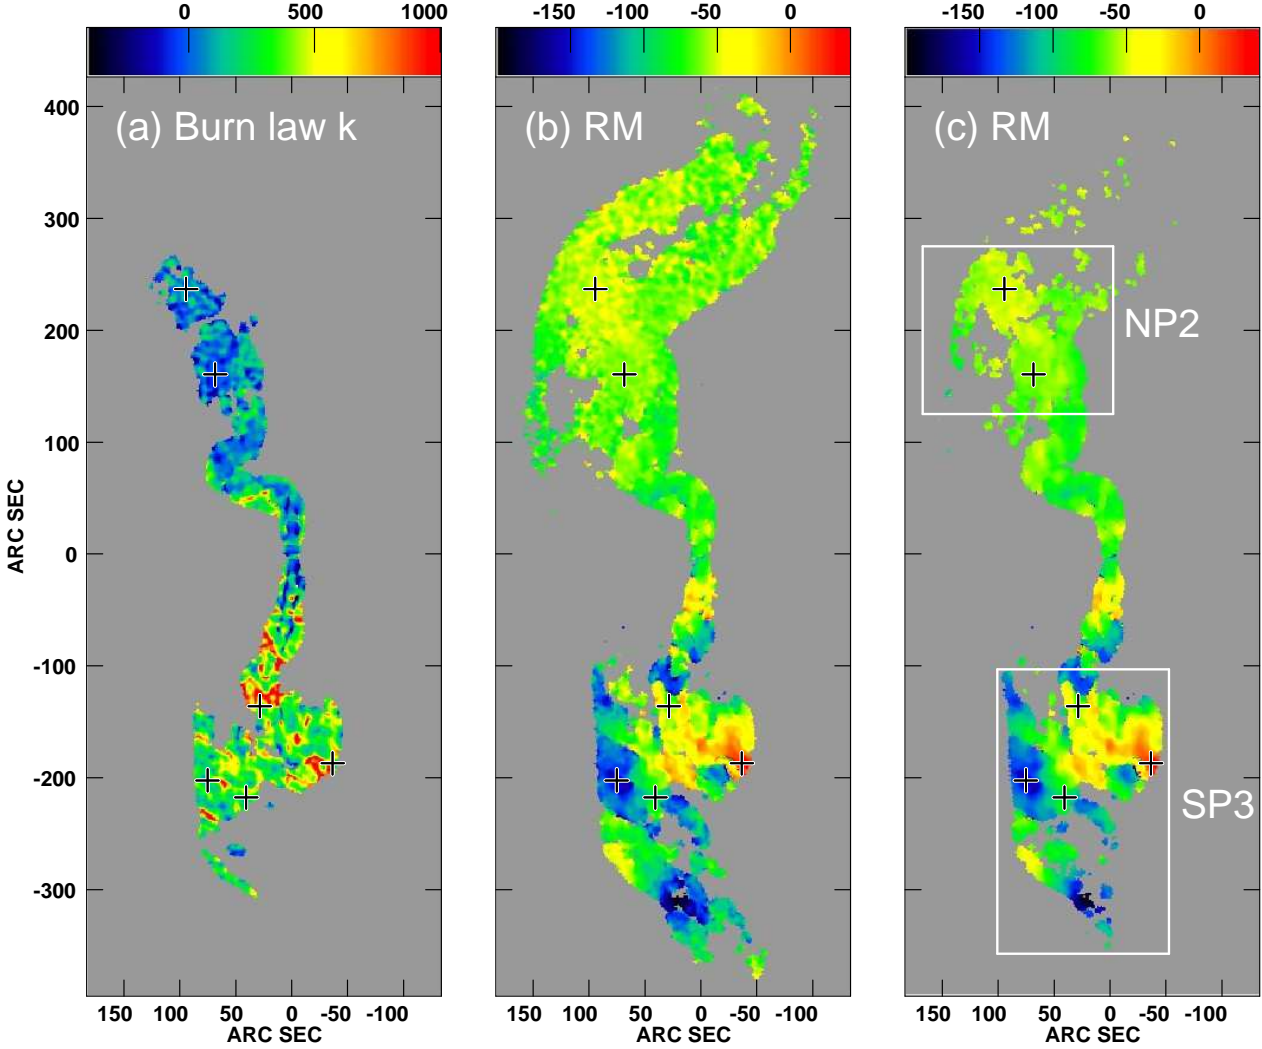 0 500 1000
-150 -100 -50 0
-150 -100 -50 0
(a) Burn law k
(b) RM
(c) RM
400
300
200
100
0
-100
-200
-300
ARC SEC
NP2
SP3
150 100 50 0 -50 -100
150 100 50 0 -50 -100
150 100 50 0 -50 -100
ARC SEC
ARC SEC
ARC SEC